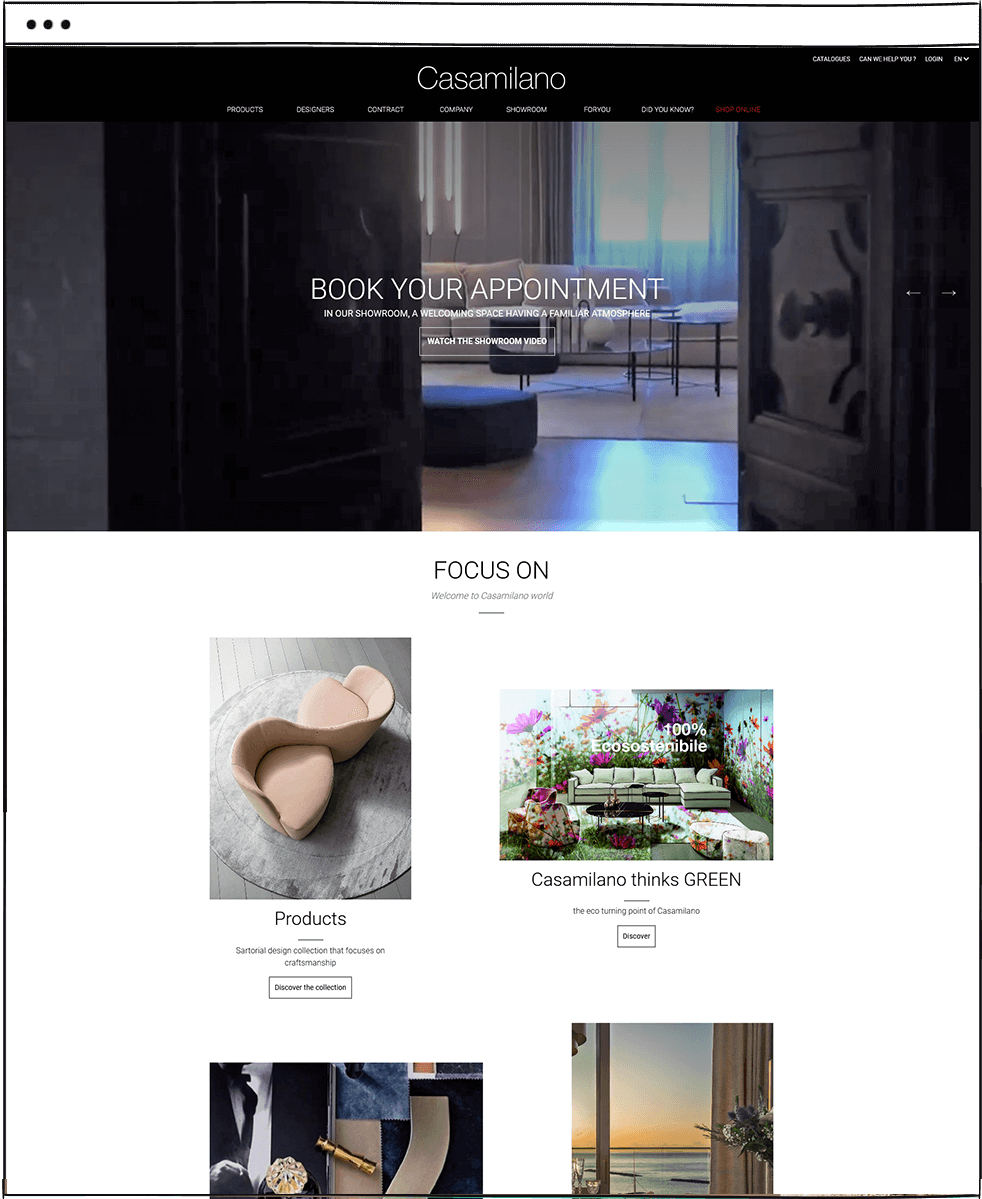 CATALOGUES CAN WE HELP YOU ? LOGIN EN
Casamilano
PRODUCTS DESIGNERS CONTRACT COMPANY SHOWROOM FORYOU DID YOU KNOW? SHOP ONLINE
BOOK YOUR APPOINTMENT
IN OUR SHOWROOM, A WELCOMING SPACE HAVING A FAMILIAR ATMOSPHERE
WATCH THE SHOWROOM VIDEO
FOCUS ON
Welcome to Casamilano world
100%
Ecosostenibile
Casamilano thinks GREEN
the eco turning point of Casamilano
Discover
Products
Sartorial design collection that focuses on
craftsmanship
Discover the collection